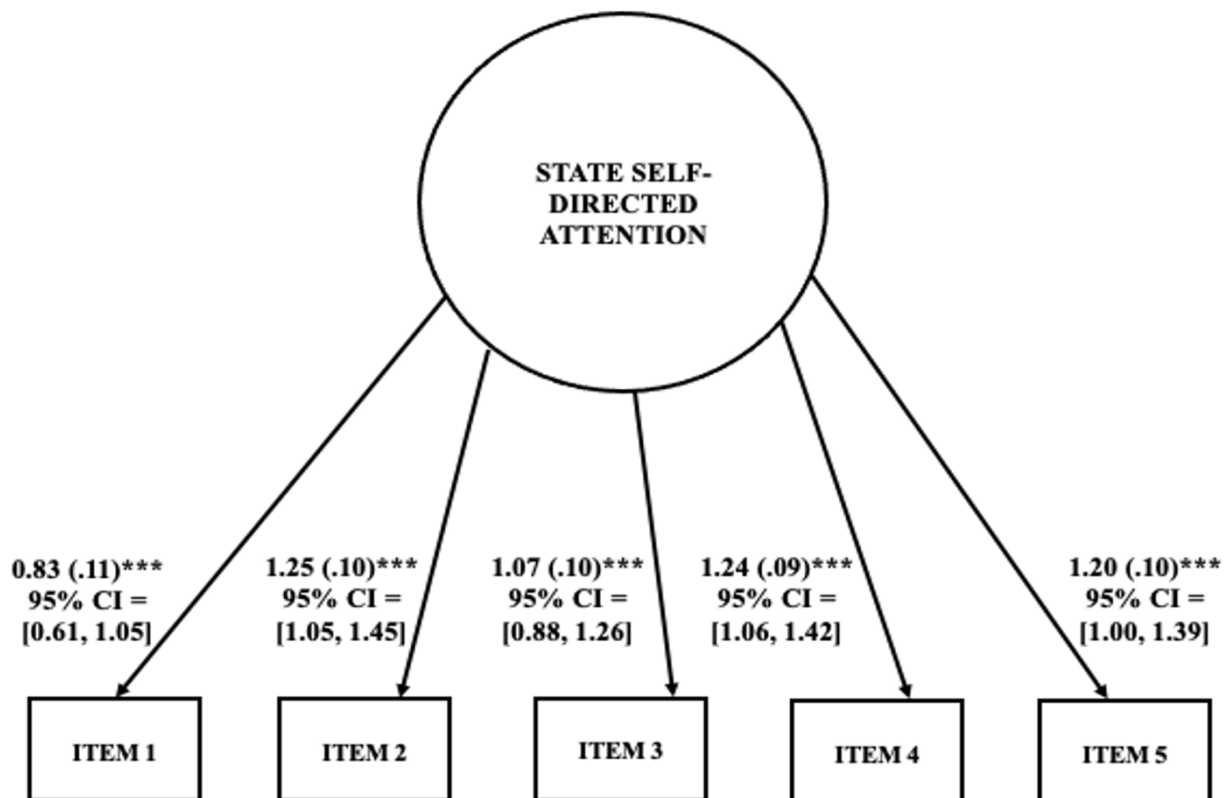 STATE SELF-
DIRECTED
ATTENTION
0.83 (.11)***
95% CI =
[0.61, 1.05]
1.25 (.10)***
95% CI =
[1.05, 1.45]
1.07 (.10)***
95% CI =
[0.88, 1.26]
1.24 (.09)***
95% CI =
[1.06, 1.42]
1.20 (.10)***
95% CI =
[1.00, 1.39]
ITEM 1
ITEM 2
ITEM 3
ITEM 4
ITEM 5